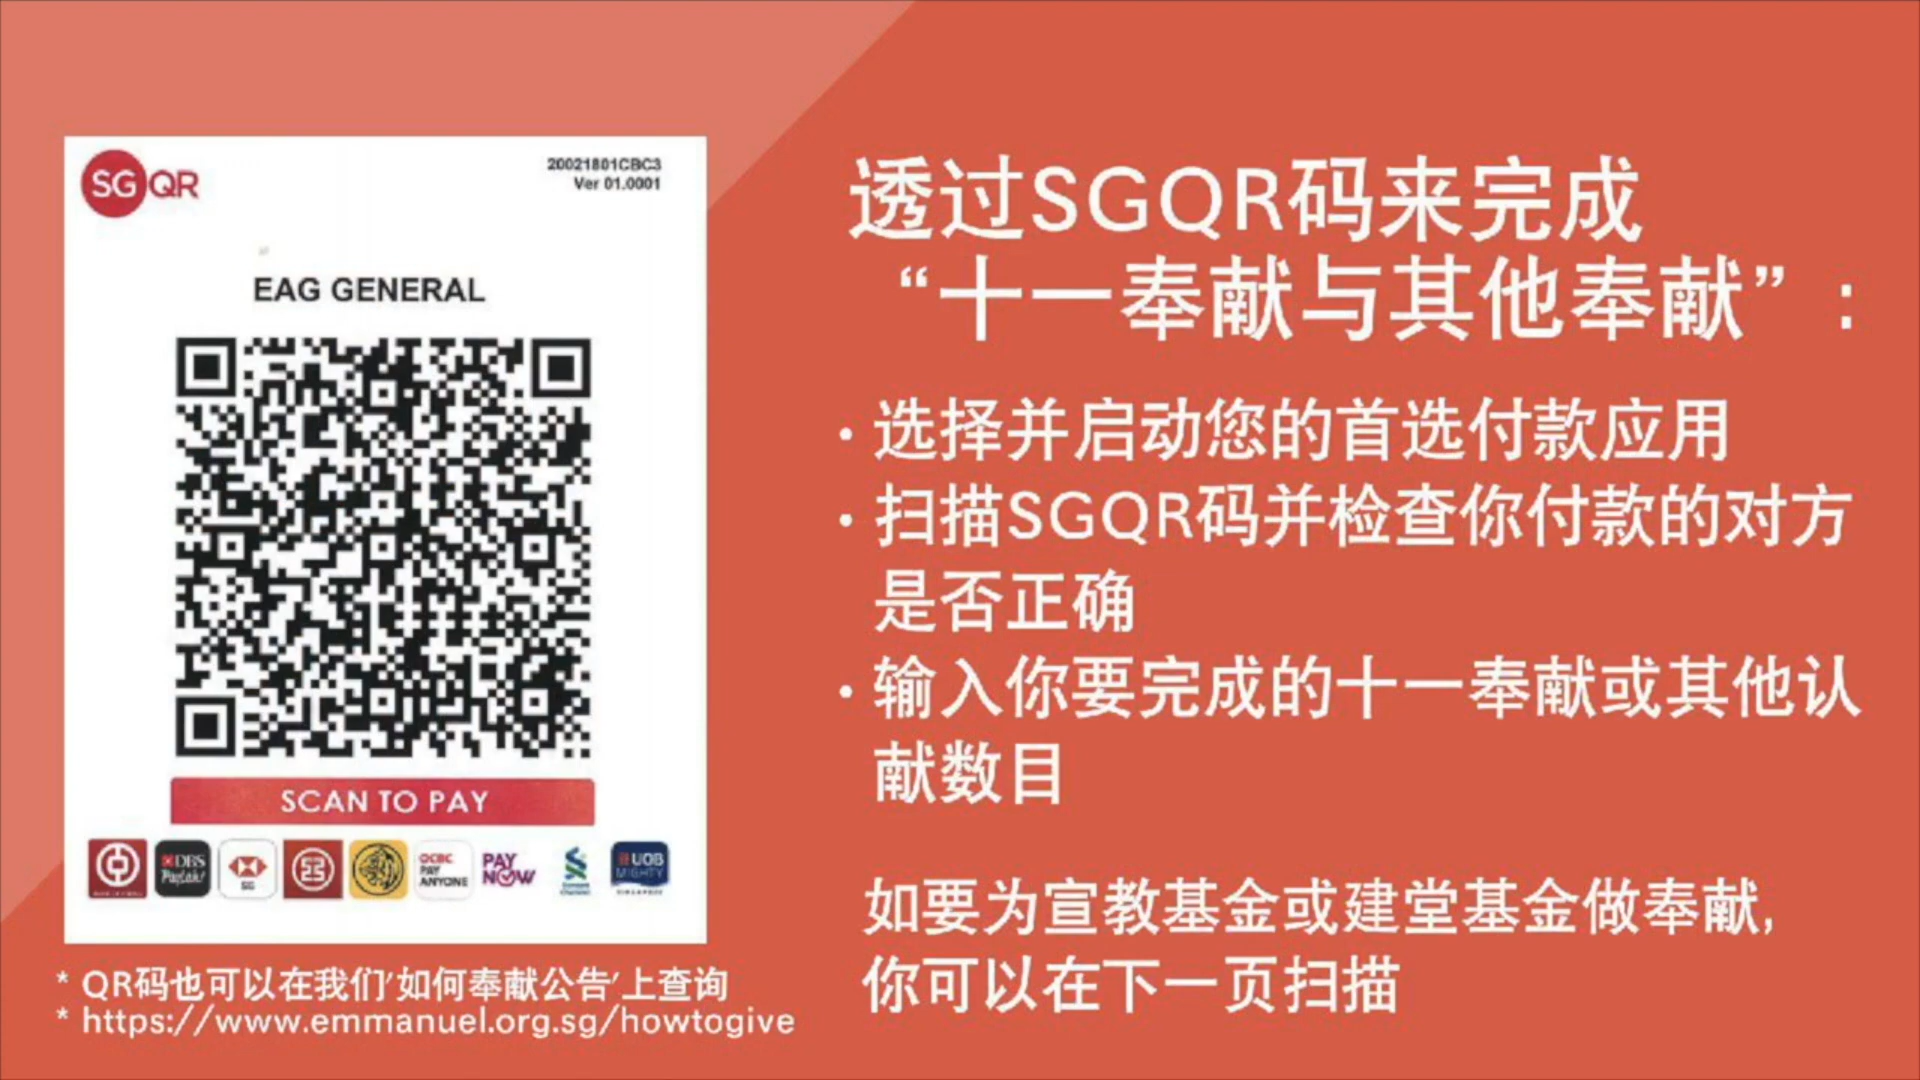 SGQR
20021801CBC3
Ver 01.0001
EAG GENERAL
SCAN TO PAY
DBS
PayLah!
HSBC SG
OCBC
PAY
ANYONE
PAY
NOW
Standard
Chartered
UOB
MIGHTY
SINGAPORE
* QR码也可以在我们'如何奉献公告'上查询
* https://www.emmanuel.org.sg/howtogive
透过SGQR码来完成
“十一奉献与其他奉献”:
· 选择并启动您的首选付款应用
· 扫描SGQR码并检查你付款的对方
是否正确
· 输入你要完成的十一奉献或其他认
献数目
如要为宣教基金或建堂基金做奉献,
你可以在下一页扫描